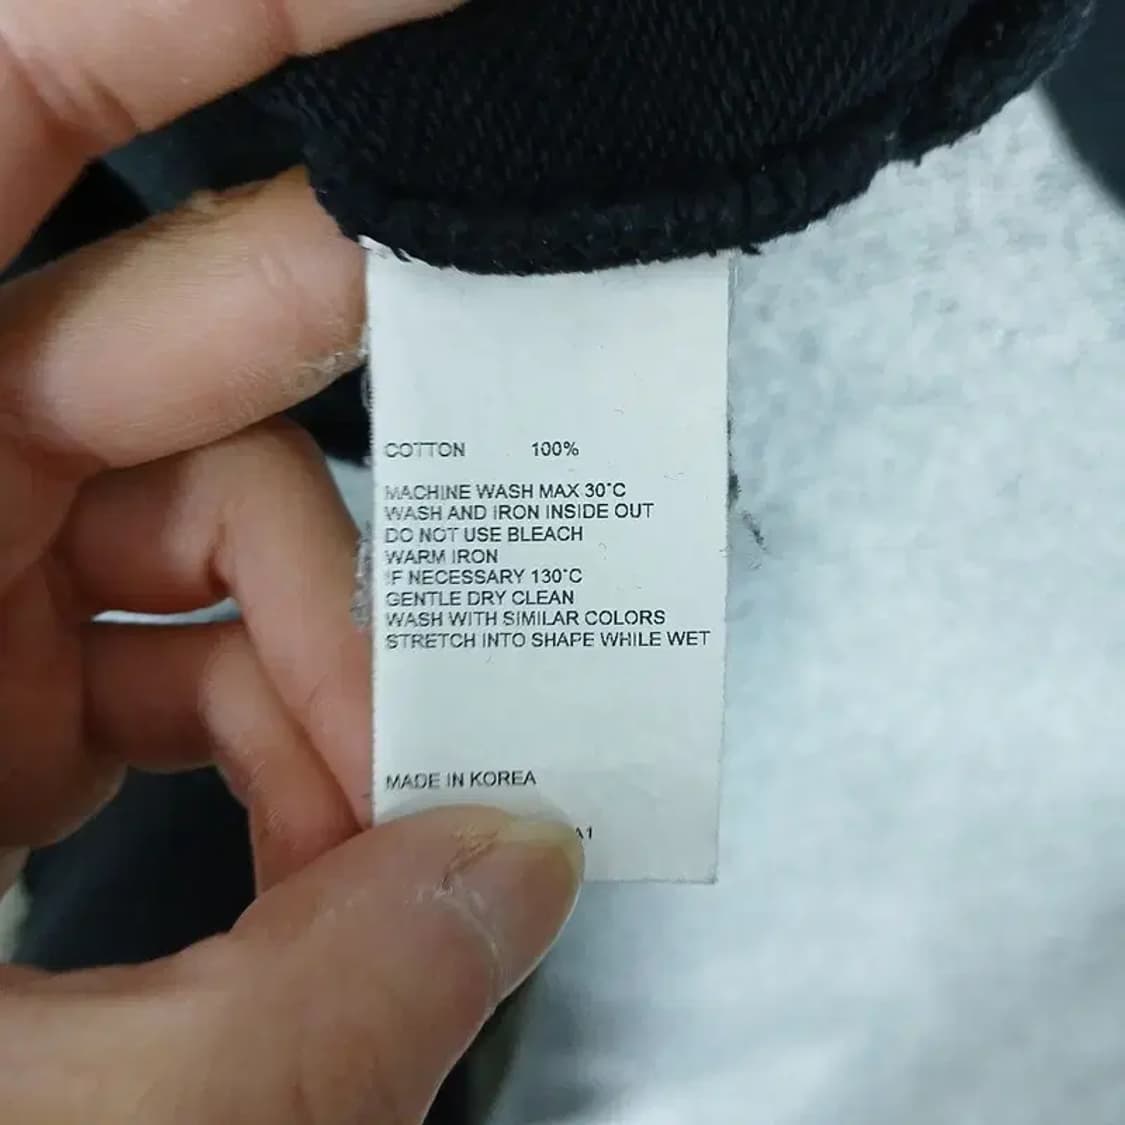 COTTON 100%
MACHINE WASH MAX 30°C
WASH AND IRON INSIDE OUT
DO NOT USE BLEACH
WARM IRON
IF NECESSARY 130°C
GENTLE DRY CLEAN
WASH WITH SIMILAR COLORS
STRETCH INTO SHAPE WHILE WET
MADE IN KOREA